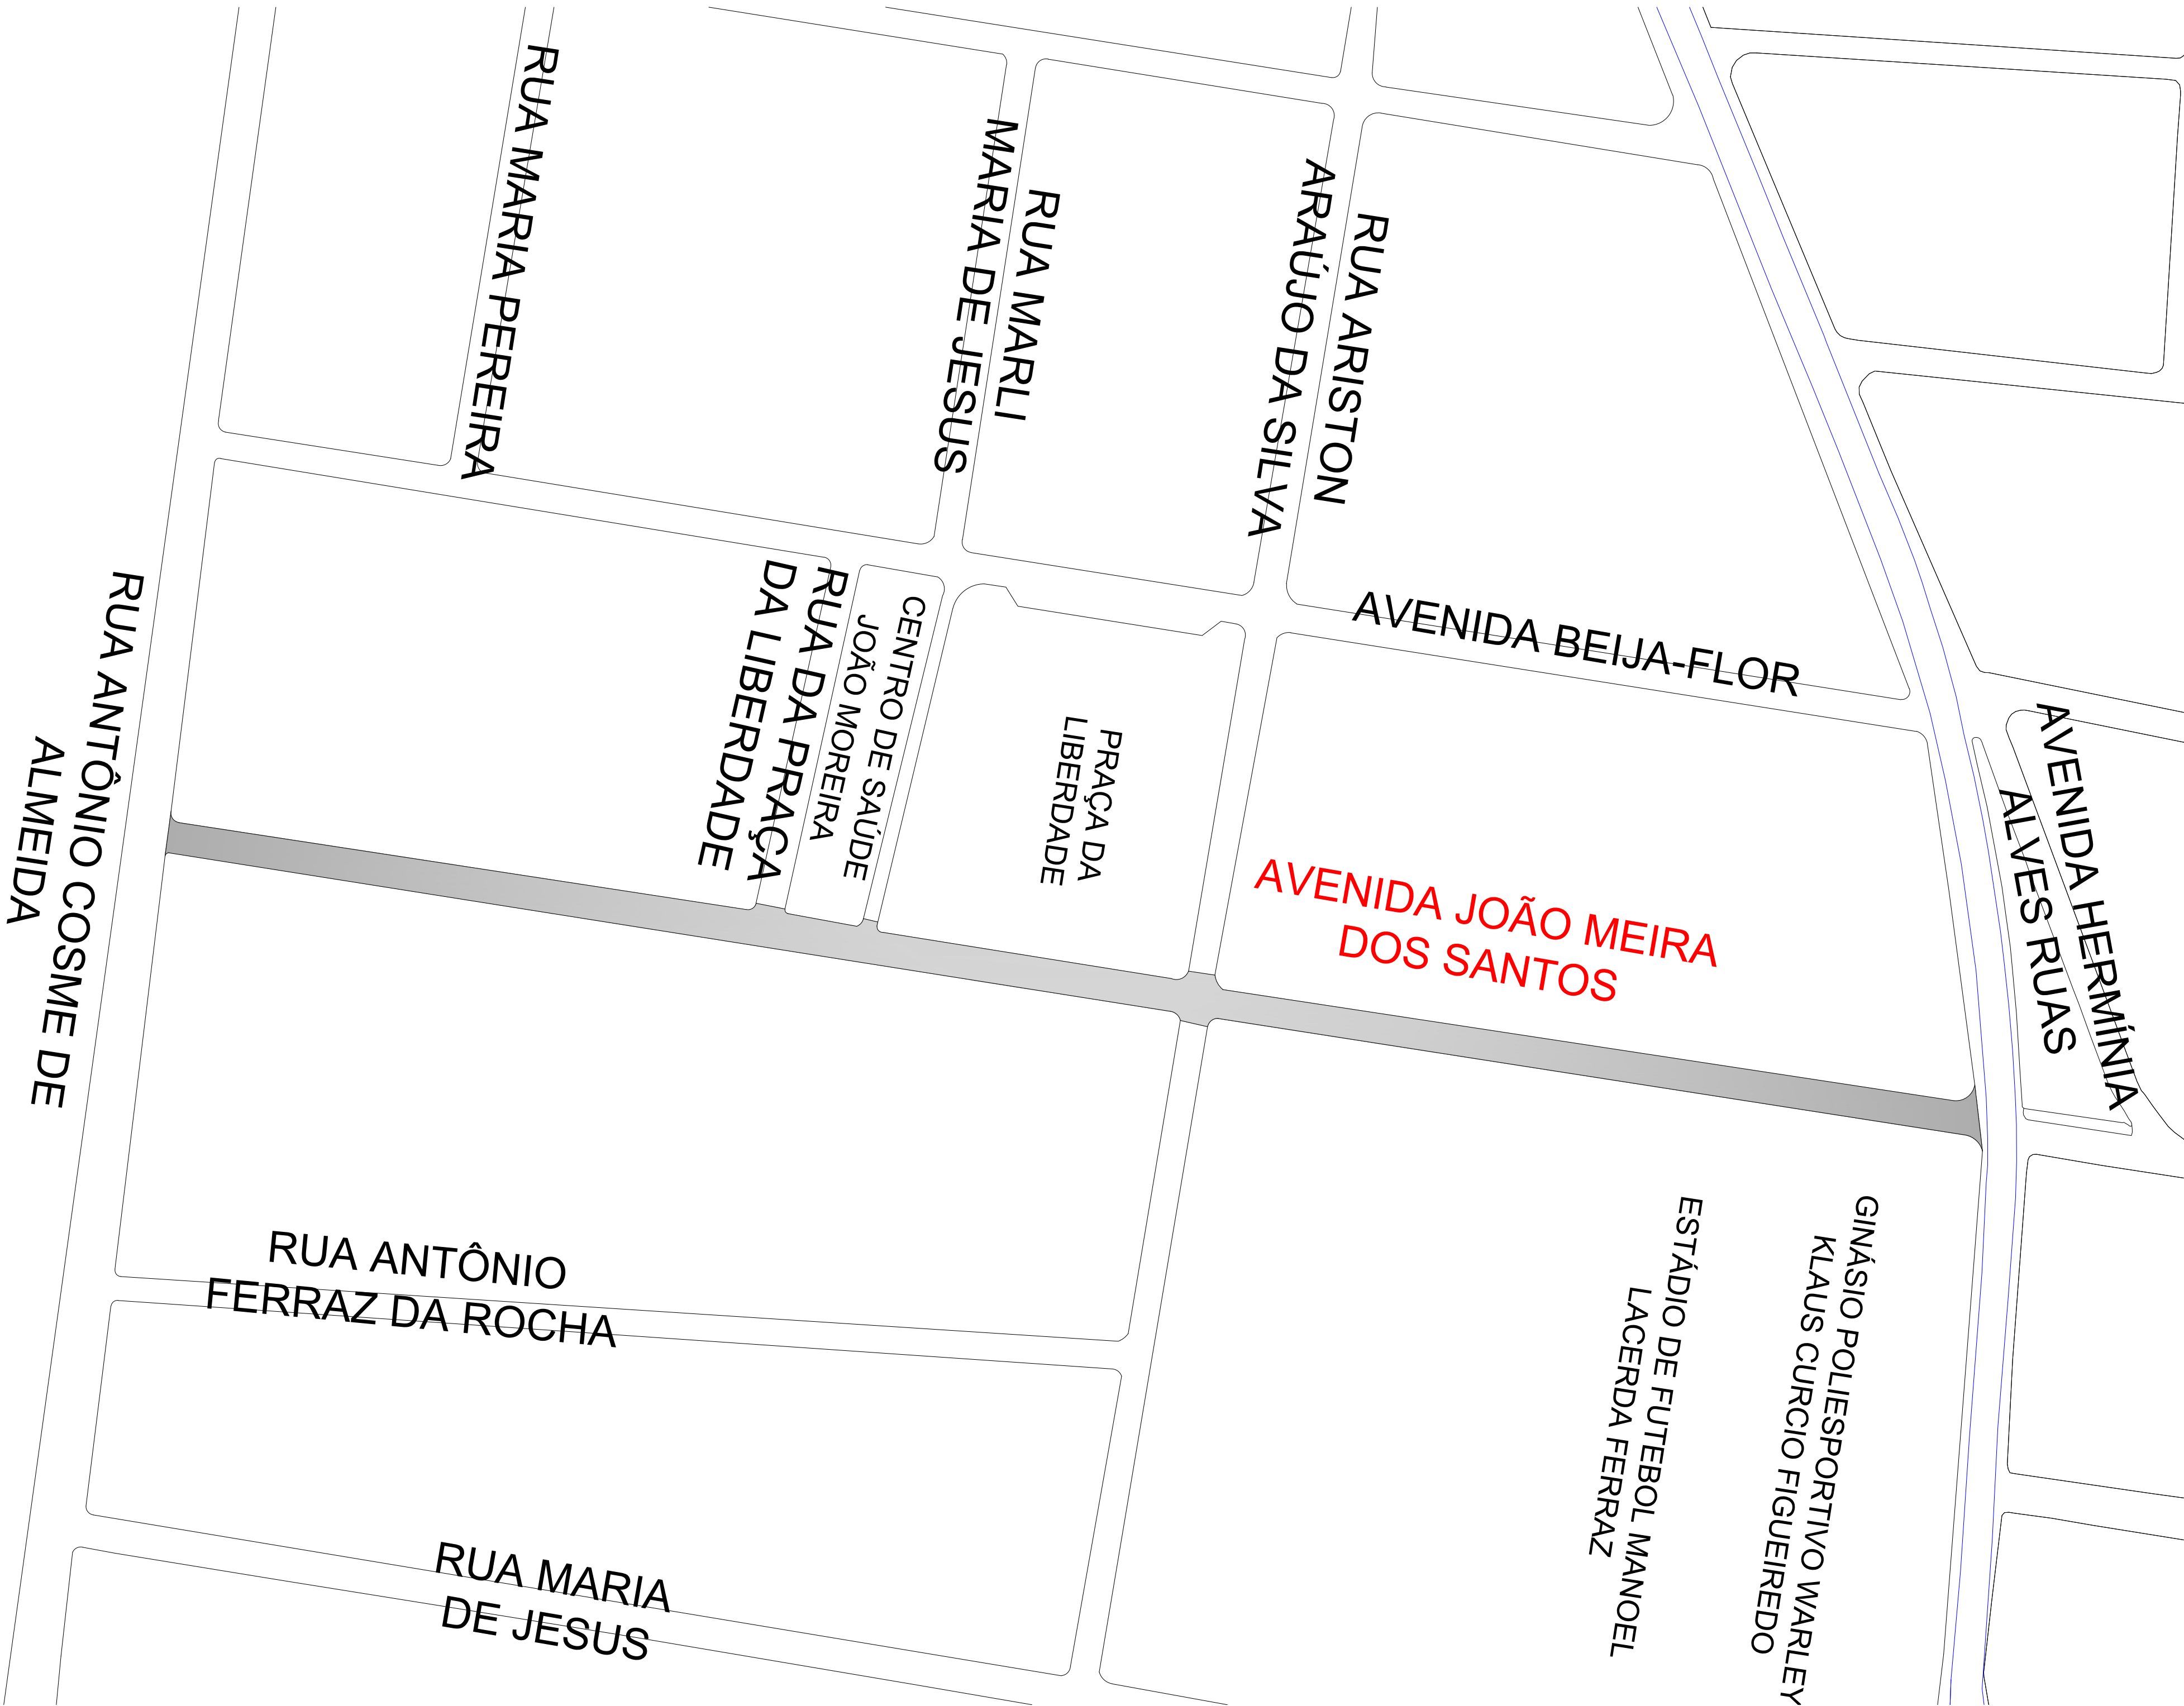 RUA MARIA PEREIRA
RUA MARLI
MARIA DE JESUS
RUA ARISTON
ARAÚJO DA SILVA
AVENIDA BEIJA-FLOR
RUA DA PRAÇA
DA LIBERDADE
CENTRO DE SAÚDE
JOÃO MOREIRA
PRAÇA DA
LIBERDADE
AVENIDA HERMÍNIA
ALVES RUAS
RUA ANTÔNIO COSME DE
ALMEIDA
AVENIDA JOÃO MEIRA
DOS SANTOS
RUA ANTÔNIO
FERRAZ DA ROCHA
ESTÁDIO DE FUTEBOL MANOEL
LACERDA FERRAZ
GINÁSIO POLIESPORTIVO WARLEY
KLAUS CURCIO FIGUEIREDO
RUA MARIA
DE JESUS